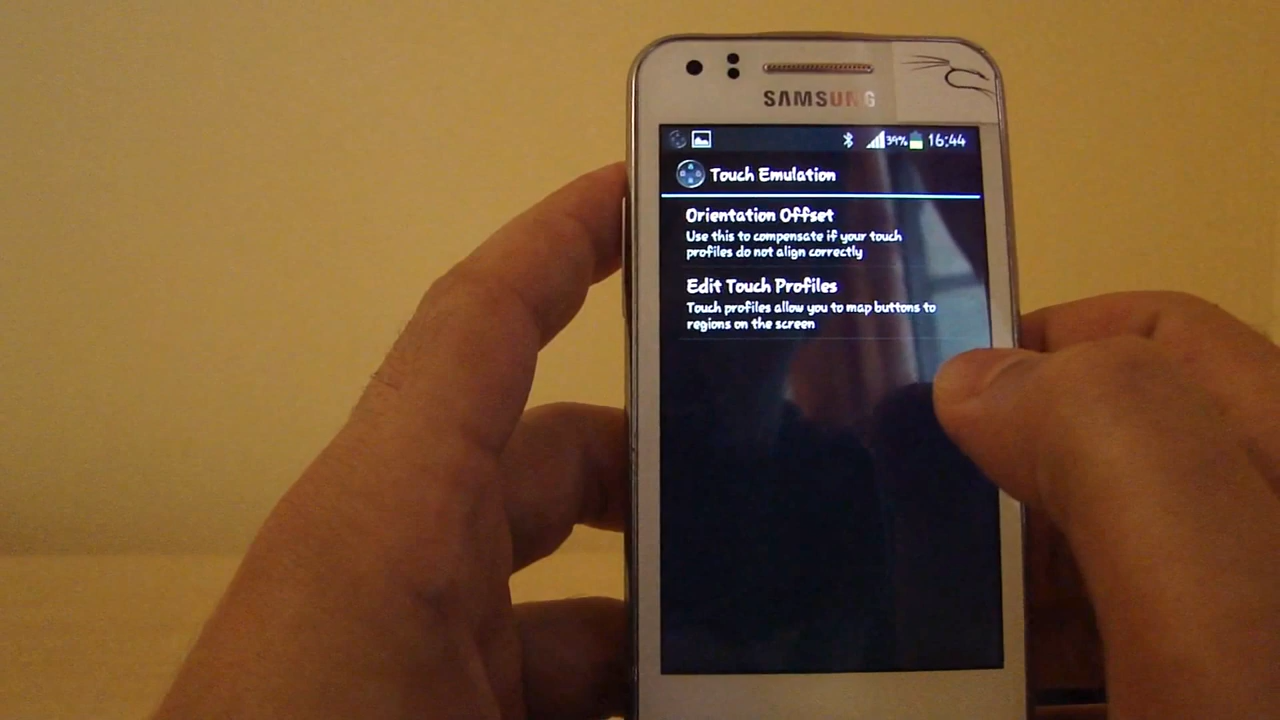 SAMSUNG
39% 16:44
Touch Emulation
Orientation Offset
Use this to compensate if your touch
profiles do not align correctly
Edit Touch Profiles
Touch profiles allow you to map buttons to
regions on the screen